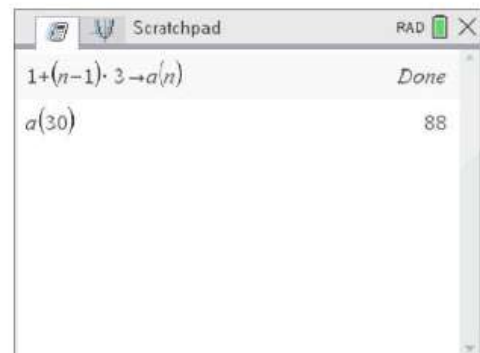 Scratchpad RAD
1+(n-1)· 3→a(n) Done
a(30) 88